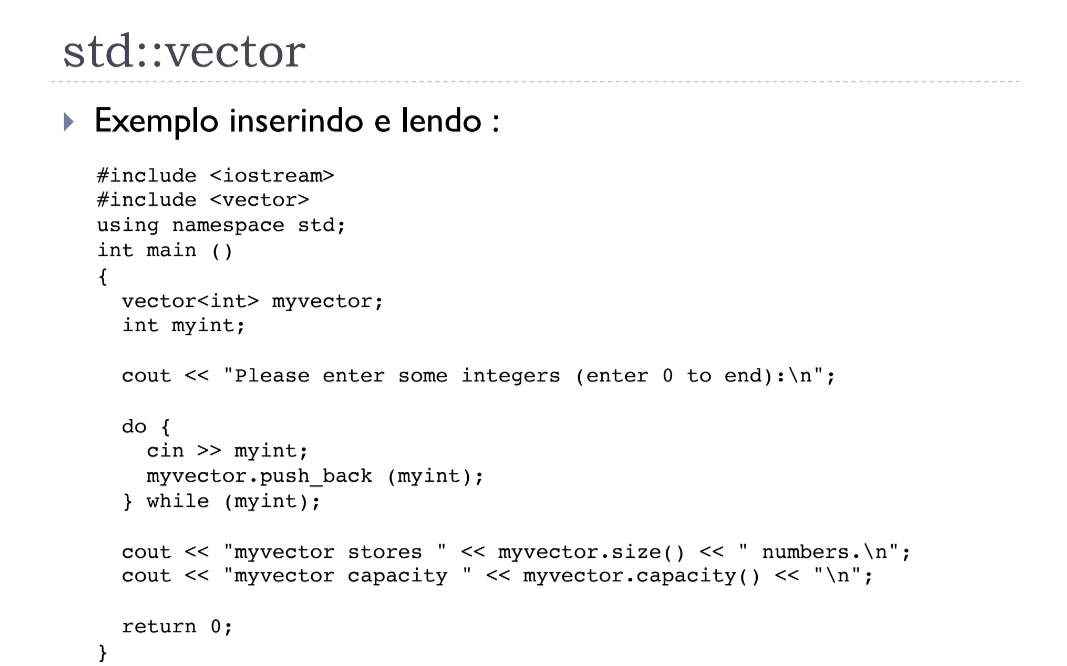 std::vector
Exemplo inserindo e lendo :
#include <iostream>
#include <vector>
using namespace std;
int main ()
{
  vector<int> myvector;
  int myint;

  cout << "Please enter some integers (enter 0 to end):\n";

  do {
    cin >> myint;
    myvector.push_back (myint);
  } while (myint);

  cout << "myvector stores " << myvector.size() << " numbers.\n";
  cout << "myvector capacity " << myvector.capacity() << "\n";

  return 0;
}